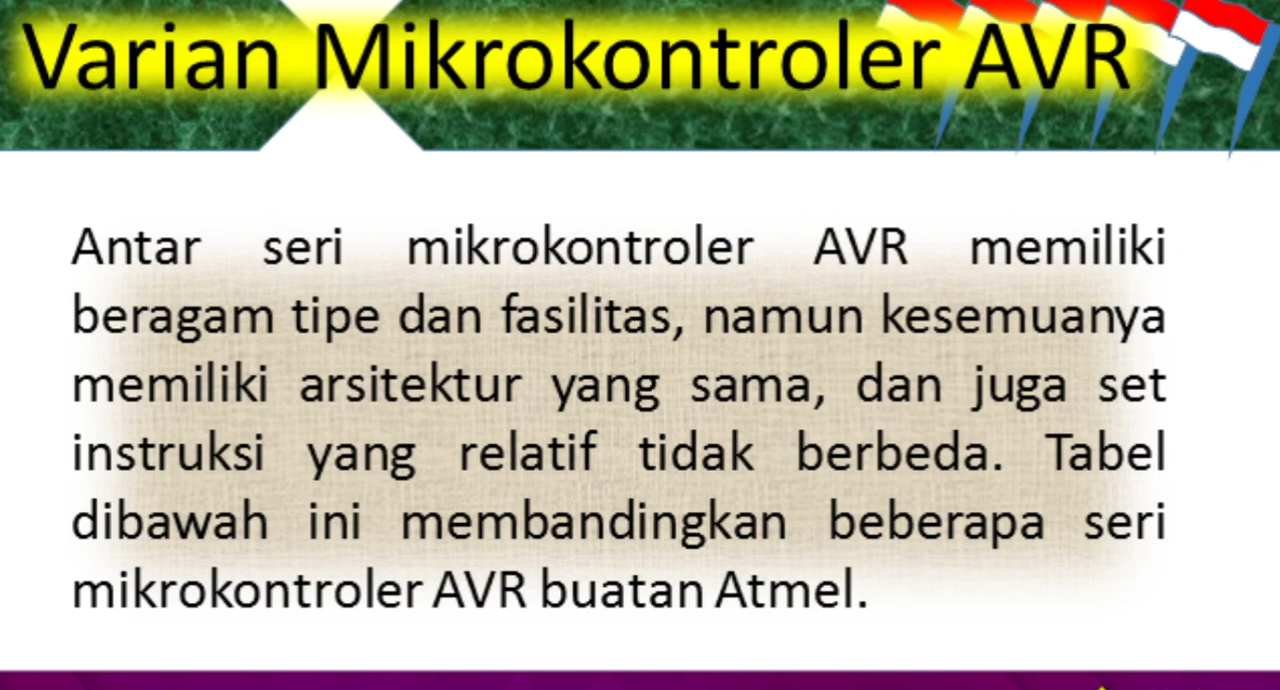 Varian Mikrokontroler AVR
Antar seri mikrokontroler AVR memiliki
beragam tipe dan fasilitas, namun kesemuanya
memiliki arsitektur yang sama, dan juga set
instruksi yang relatif tidak berbeda. Tabel
dibawah ini membandingkan beberapa seri
mikrokontroler AVR buatan Atmel.